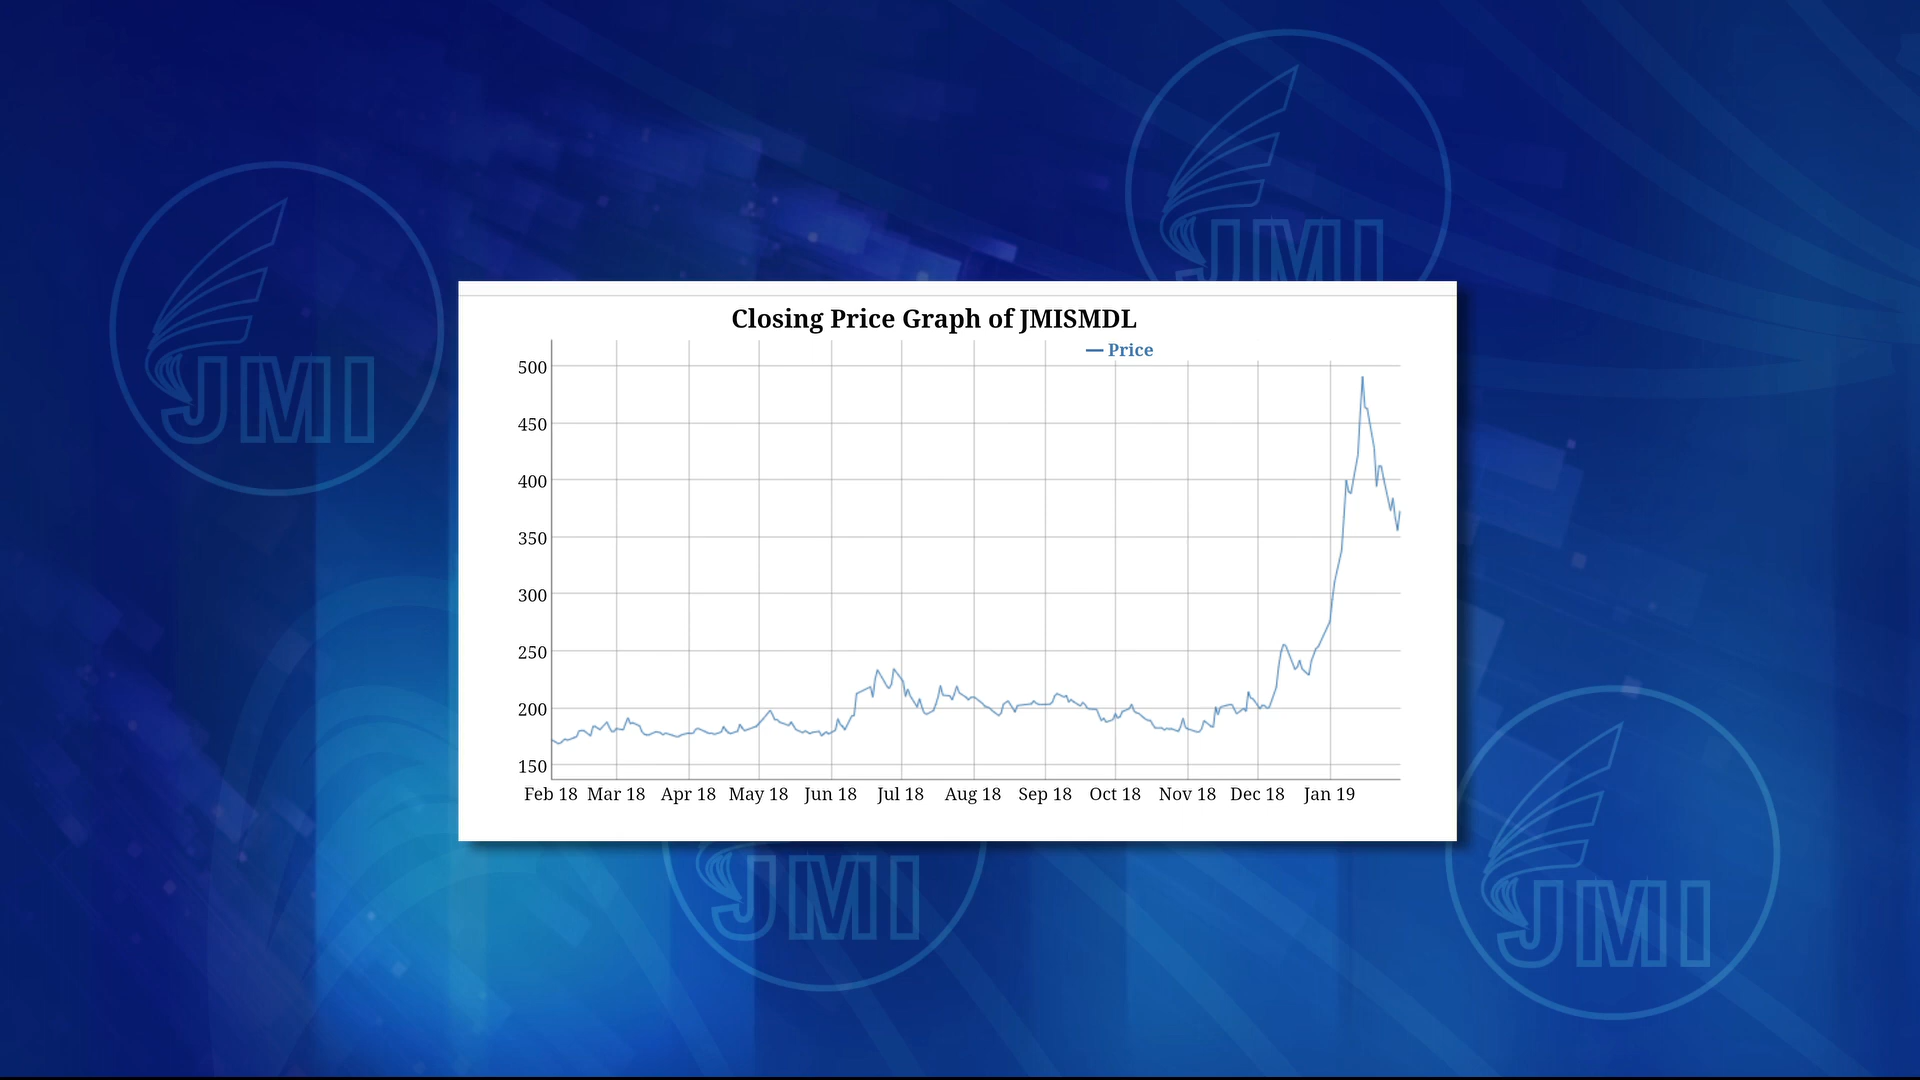 JMI
JMI
Closing Price Graph of JMISMDL
Price
500
450
400
350
300
250
200
150
Feb 18 Mar 18 Apr 18 May 18 Jun 18 Jul 18 Aug 18 Sep 18 Oct 18 Nov 18 Dec 18 Jan 19
JMI
JMI